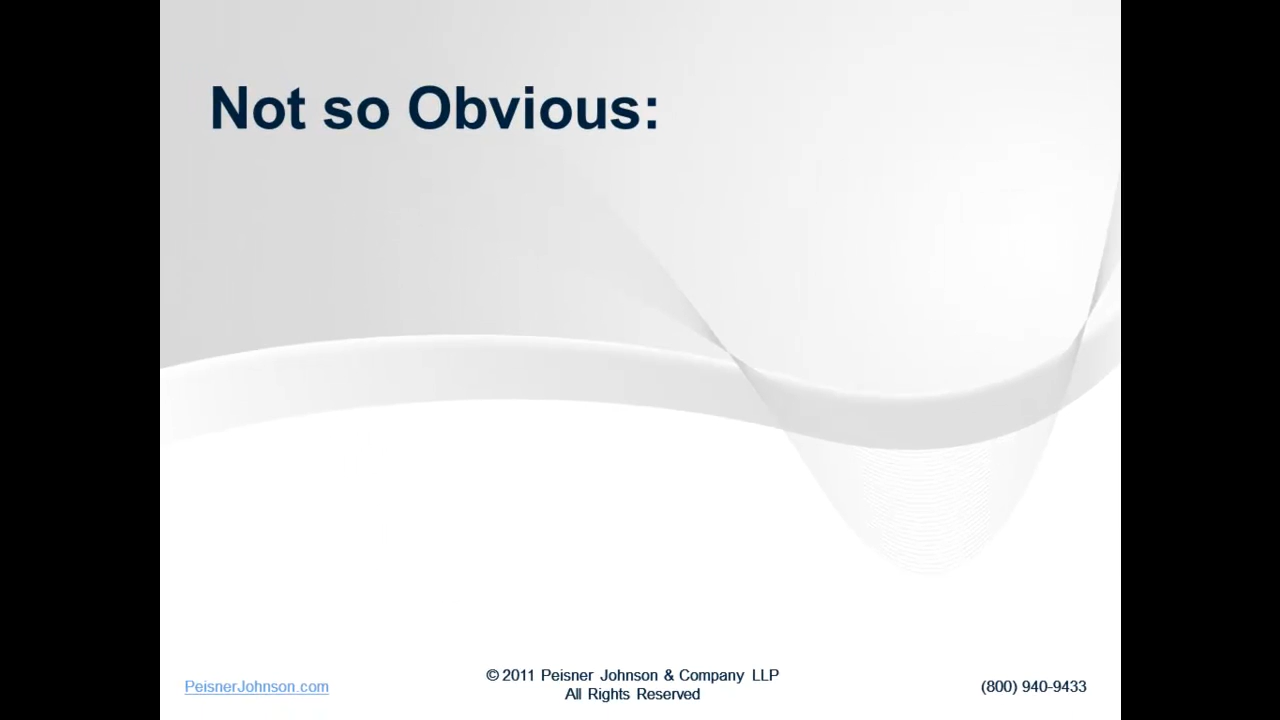 Not so Obvious:
PeisnerJohnson.com
© 2011 Peisner Johnson & Company LLP
All Rights Reserved
(800) 940-9433